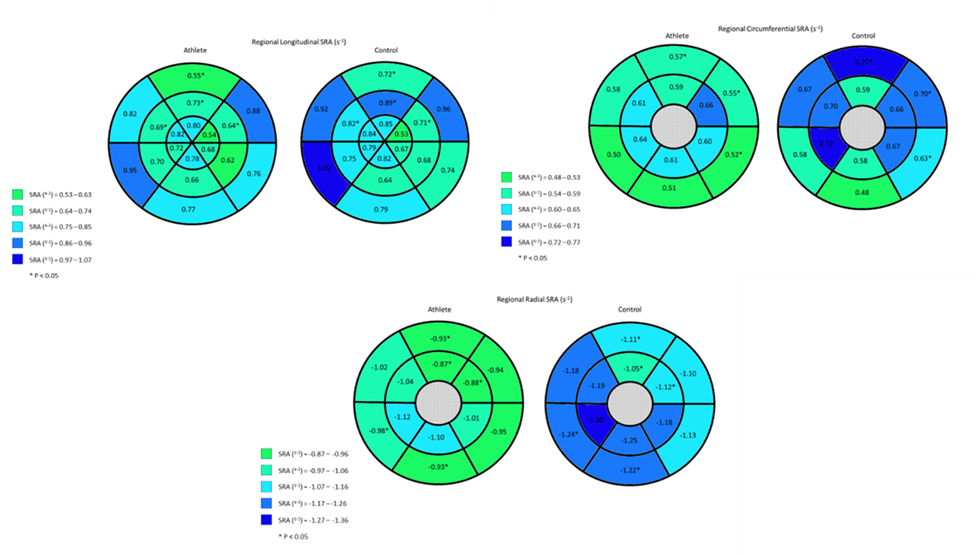 Regional Longitudinal SRA (s⁻¹)
Athlete
Control
0.55*
0.82
0.88
0.73*
0.69*
0.64*
0.80
0.82
0.54
0.72
0.68
0.78
0.95
0.70
0.62
0.76
0.66
0.77
0.72*
0.92
0.96
0.89*
0.82*
0.71*
0.85
0.84
0.53
0.79
0.67
0.82
0.75
0.68
0.74
0.64
0.79
SRA (ˢ⁻¹) = 0.53 – 0.63
SRA (ˢ⁻¹) = 0.64 – 0.74
SRA (ˢ⁻¹) = 0.75 – 0.85
SRA (ˢ⁻¹) = 0.86 – 0.96
SRA (ˢ⁻¹) = 0.97 – 1.07
* P < 0.05
Regional Circumferential SRA (s⁻¹)
Athlete
Control
0.57*
0.58
0.55*
0.59
0.61
0.66
0.64
0.60
0.61
0.50
0.52*
0.51
0.67
0.70*
0.59
0.70
0.66
0.67
0.58
0.58
0.63*
0.48
SRA (ˢ⁻¹) = 0.48 – 0.53
SRA (ˢ⁻¹) = 0.54 – 0.59
SRA (ˢ⁻¹) = 0.60 – 0.65
SRA (ˢ⁻¹) = 0.66 – 0.71
SRA (ˢ⁻¹) = 0.72 – 0.77
* P < 0.05
Regional Radial SRA (s⁻¹)
Athlete
Control
-0.93*
-1.02
-0.94
-0.87*
-1.04
-0.88*
-1.12
-1.01
-1.10
-0.98*
-0.95
-0.93*
-1.11*
-1.18
-1.10
-1.05*
-1.19
-1.12*
-1.18
-1.25
-1.24*
-1.13
-1.22*
SRA (ˢ⁻¹) = -0.87 – -0.96
SRA (ˢ⁻¹) = -0.97 – -1.06
SRA (ˢ⁻¹) = -1.07 – -1.16
SRA (ˢ⁻¹) = -1.17 – -1.26
SRA (ˢ⁻¹) = -1.27 – -1.36
* P < 0.05